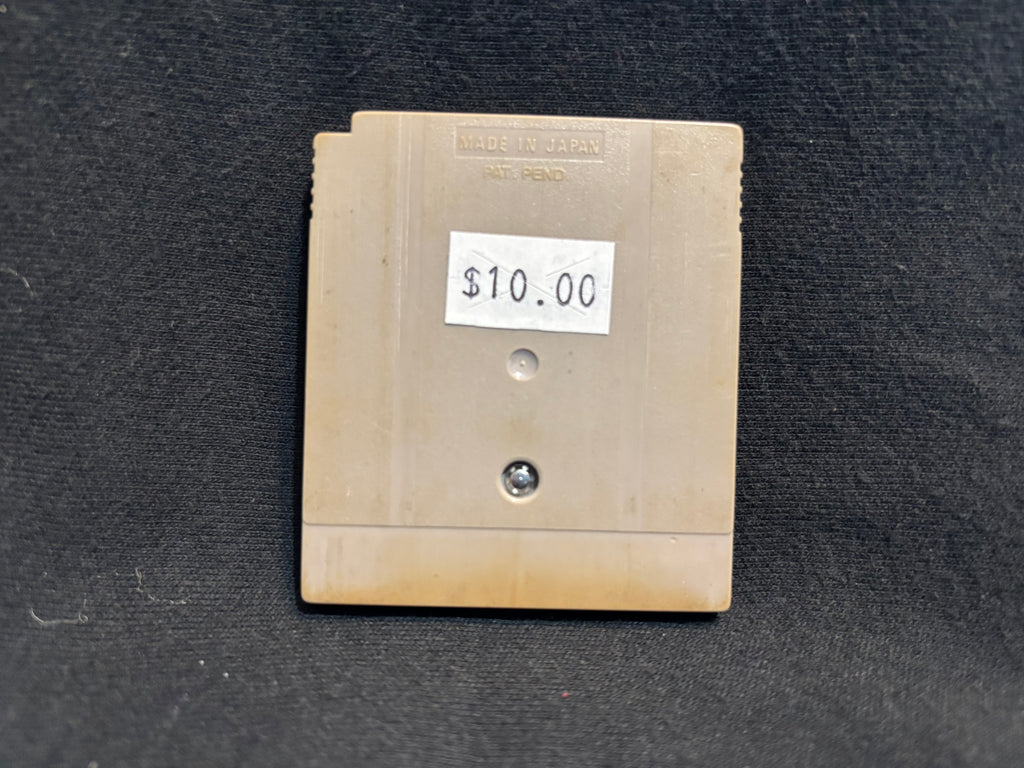 MADE IN JAPAN
PAT. PEND
$10.00